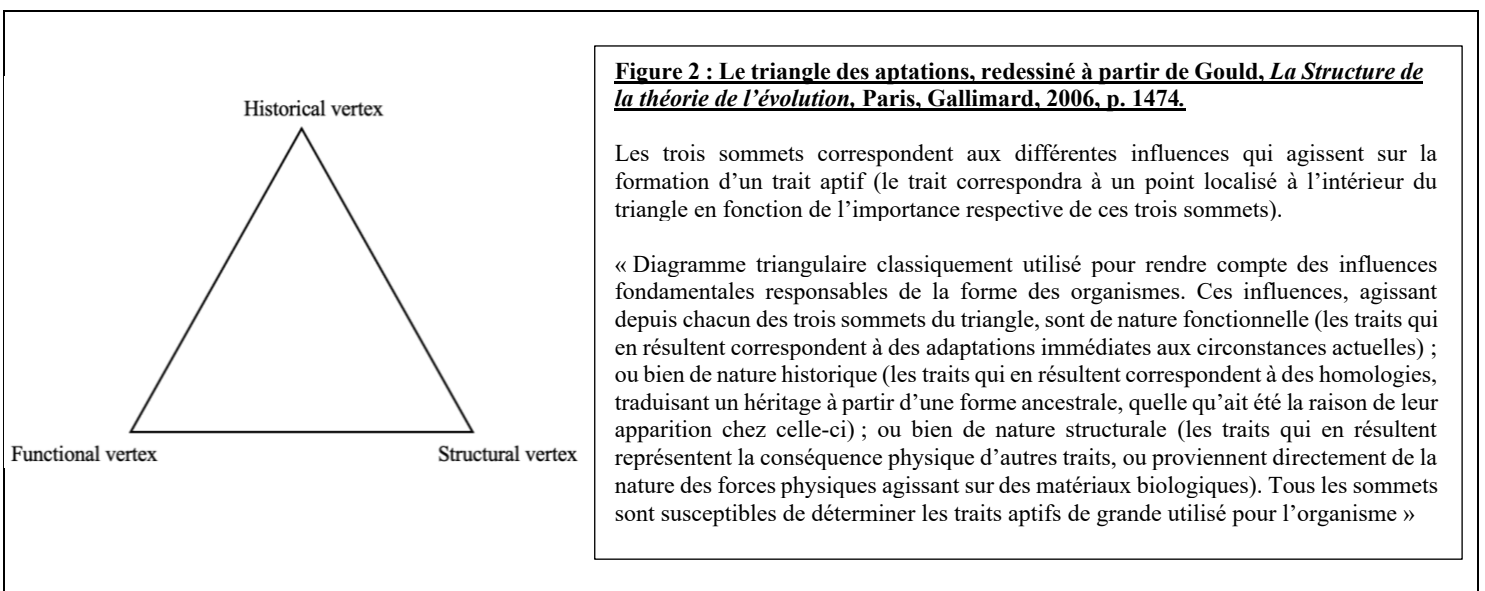 Historical vertex
Functional vertex
Structural vertex
Figure 2 : Le triangle des aptations, redessiné à partir de Gould, La Structure de
la théorie de l’évolution, Paris, Gallimard, 2006, p. 1474.
Les trois sommets correspondent aux différentes influences qui agissent sur la
formation d’un trait aptif (le trait correspondra à un point localisé à l’intérieur du
triangle en fonction de l’importance respective de ces trois sommets).
« Diagramme triangulaire classiquement utilisé pour rendre compte des influences
fondamentales responsables de la forme des organismes. Ces influences, agissant
depuis chacun des trois sommets du triangle, sont de nature fonctionnelle (les traits qui
en résultent correspondent à des adaptations immédiates aux circonstances actuelles) ;
ou bien de nature historique (les traits qui en résultent correspondent à des homologies,
traduisant un héritage à partir d’une forme ancestrale, quelle qu’ait été la raison de leur
apparition chez celle-ci) ; ou bien de nature structurale (les traits qui en résultent
représentent la conséquence physique d’autres traits, ou proviennent directement de la
nature des forces physiques agissant sur des matériaux biologiques). Tous les sommets
sont susceptibles de déterminer les traits aptifs de grande utilisé pour l’organisme »